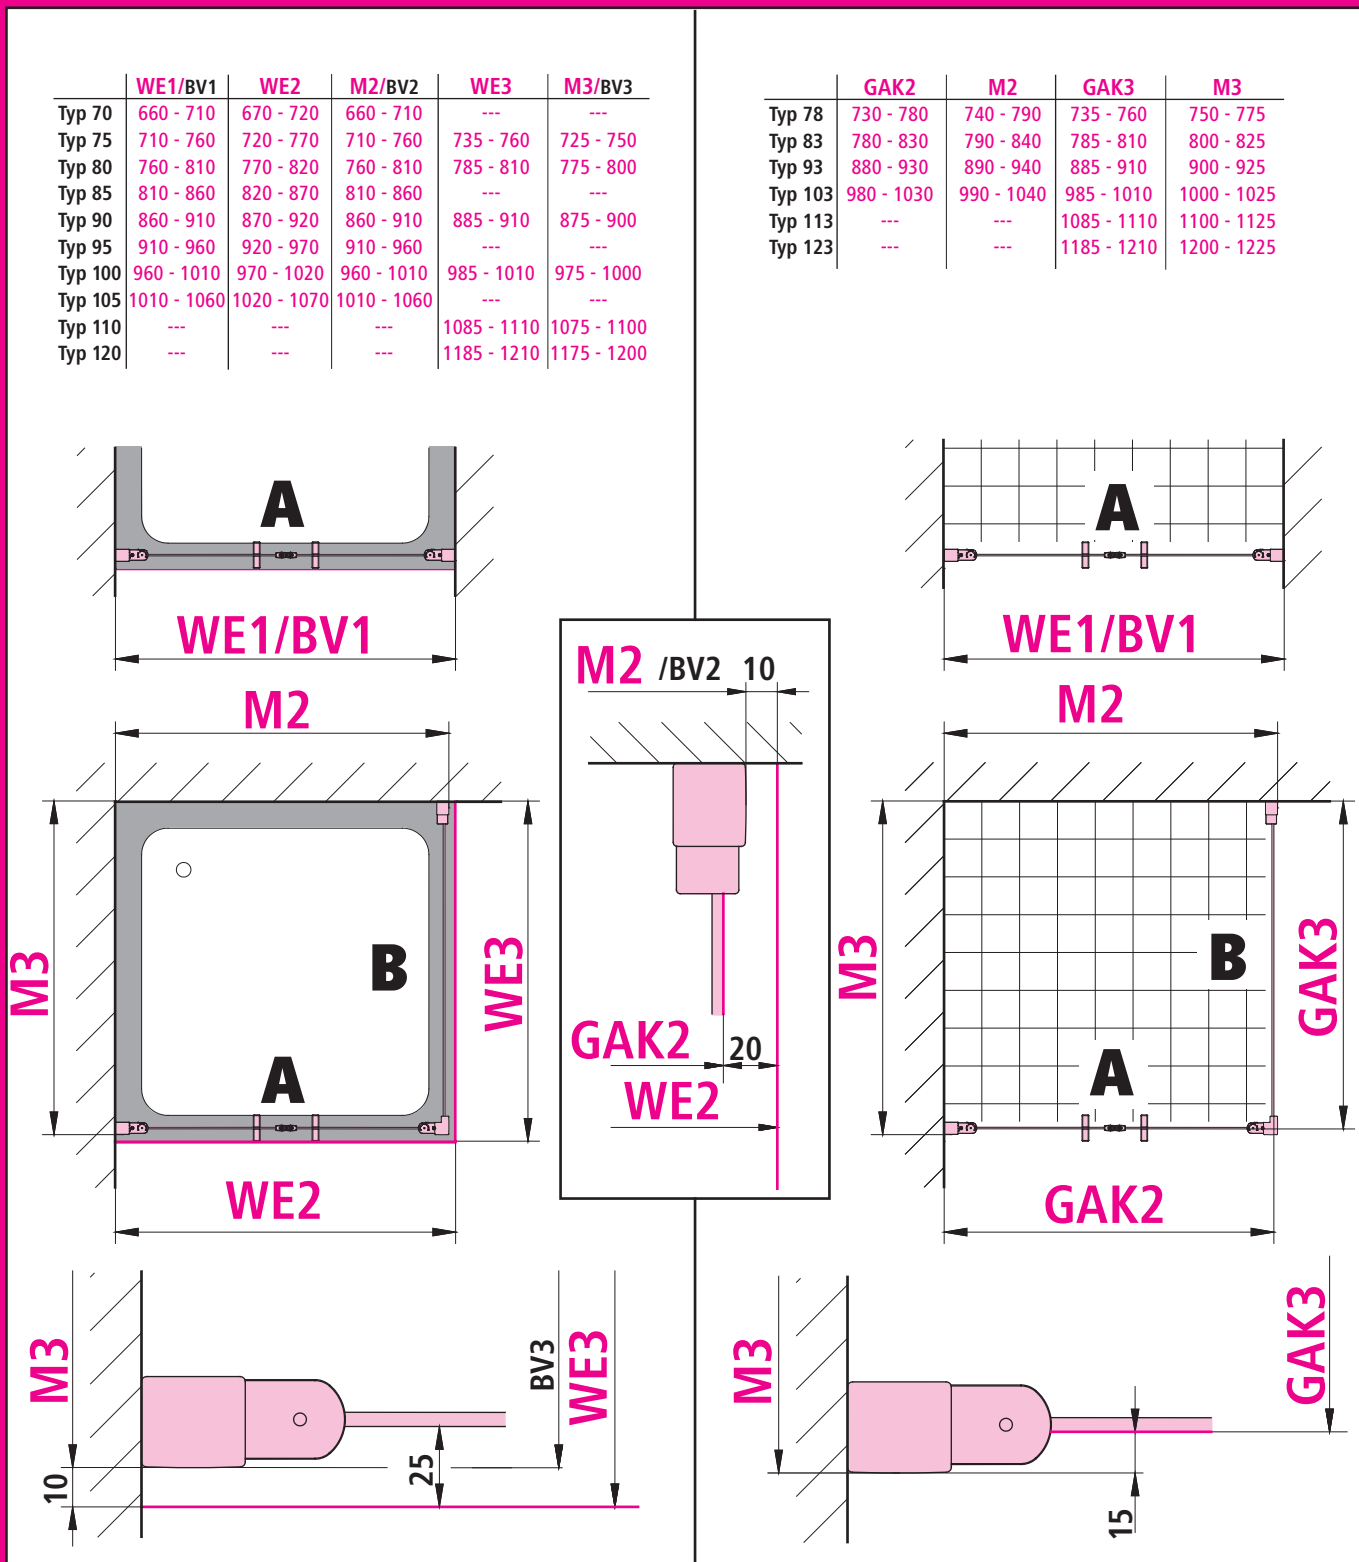 WE1/BV1 WE2 M2/BV2 WE3 M3/BV3
Typ 70 660 - 710 670 - 720 660 - 710 --- ---
Typ 75 710 - 760 720 - 770 710 - 760 735 - 760 725 - 750
Typ 80 760 - 810 770 - 820 760 - 810 785 - 810 775 - 800
Typ 85 810 - 860 820 - 870 810 - 860 --- ---
Typ 90 860 - 910 870 - 920 860 - 910 885 - 910 875 - 900
Typ 95 910 - 960 920 - 970 910 - 960 --- ---
Typ 100 960 - 1010 970 - 1020 960 - 1010 985 - 1010 975 - 1000
Typ 105 1010 - 1060 1020 - 1070 1010 - 1060 --- ---
Typ 110 --- --- --- 1085 - 1110 1075 - 1100
Typ 120 --- --- --- 1185 - 1210 1175 - 1200
GAK2 M2 GAK3 M3
Typ 78 730 - 780 740 - 790 735 - 760 750 - 775
Typ 83 780 - 830 790 - 840 785 - 810 800 - 825
Typ 93 880 - 930 890 - 940 885 - 910 900 - 925
Typ 103 980 - 1030 990 - 1040 985 - 1010 1000 - 1025
Typ 113 --- --- 1085 - 1110 1100 - 1125
Typ 123 --- --- 1185 - 1210 1200 - 1225
A
WE1/BV1
M2
M3
B
WE3
A
WE2
M3
10
25
BV3
WE3
M2 /BV2 10
GAK2 20
WE2
A
WE1/BV1
M2
M3
B
GAK3
A
GAK2
M3
15
GAK3